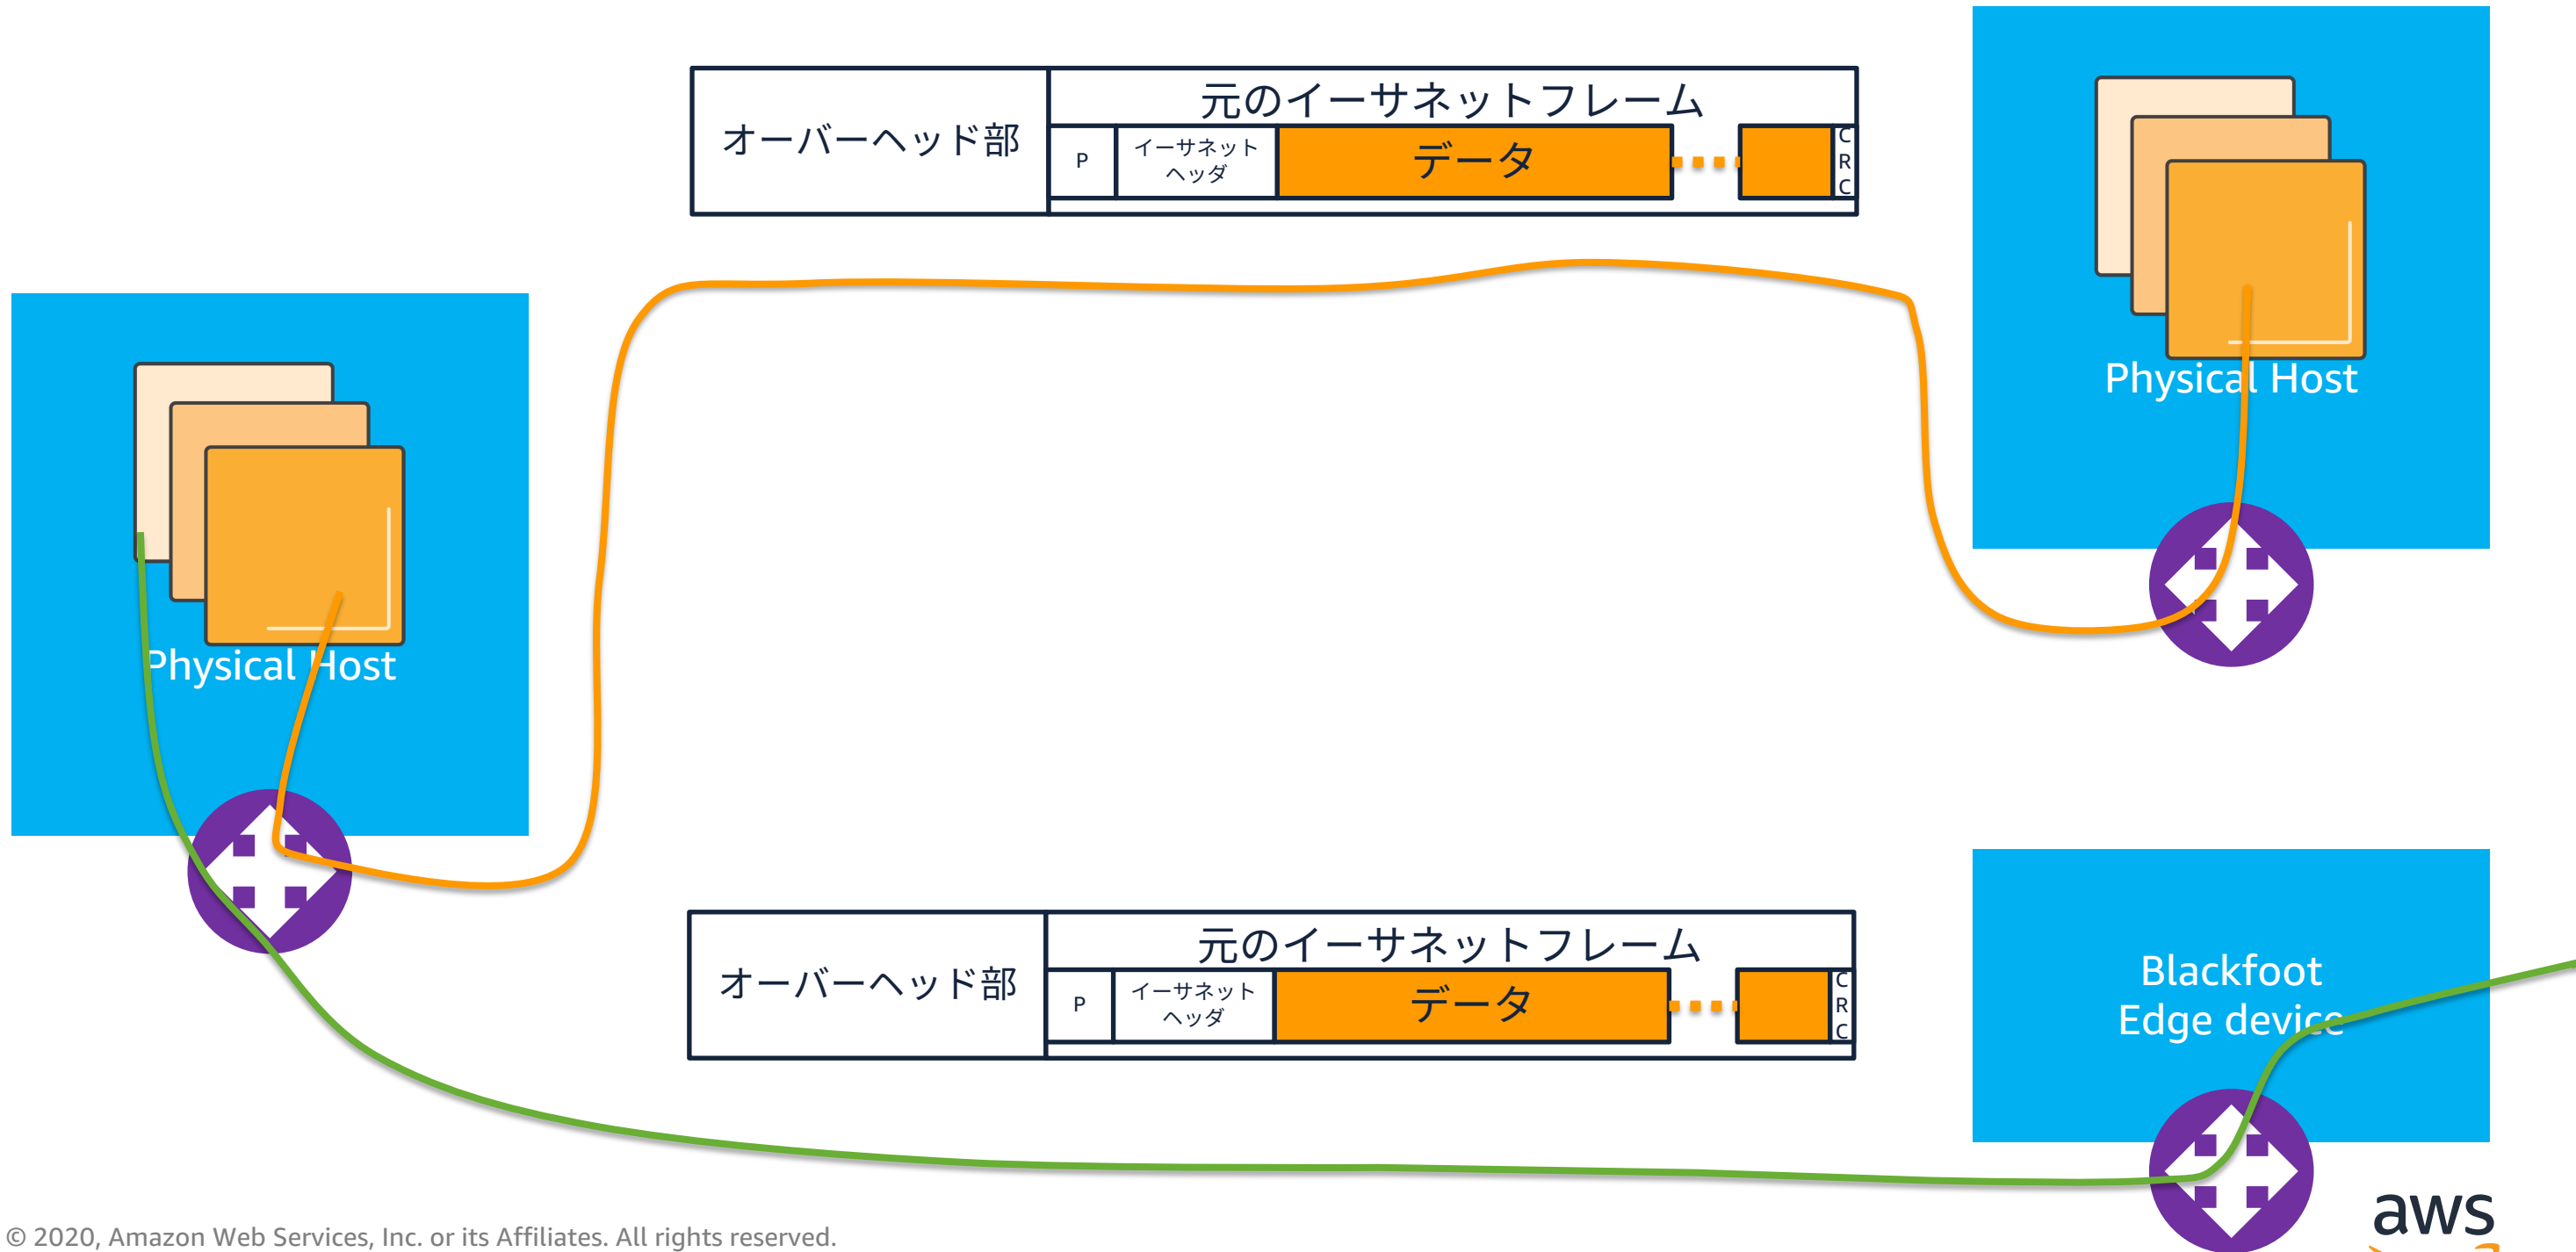 元のイーサネットフレーム
オーバーヘッド部
P
イーサネット
ヘッダ
データ
C
R
C
Physical Host
Physical Host
元のイーサネットフレーム
オーバーヘッド部
P
イーサネット
ヘッダ
データ
C
R
C
Blackfoot
Edge device
© 2020, Amazon Web Services, Inc. or its Affiliates. All rights reserved.
aws